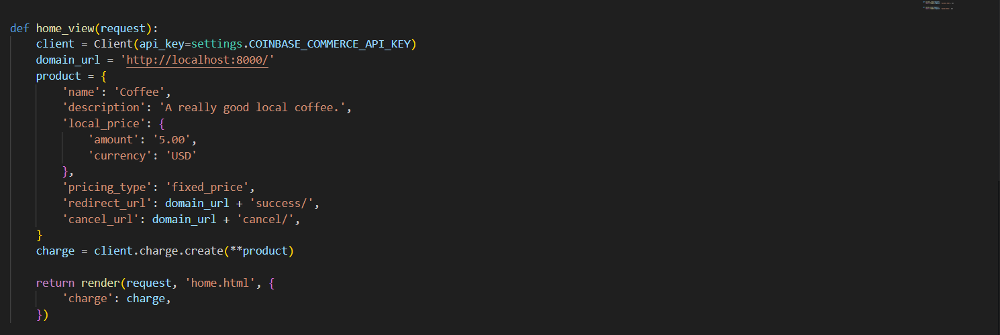 def home_view(request):
    client = Client(api_key=settings.COINBASE_COMMERCE_API_KEY)
    domain_url = 'http://localhost:8000/'
    product = {
        'name': 'Coffee',
        'description': 'A really good local coffee.',
        'local_price': {
            'amount': '5.00',
            'currency': 'USD'
        },
        'pricing_type': 'fixed_price',
        'redirect_url': domain_url + 'success/',
        'cancel_url': domain_url + 'cancel/',
    }
    charge = client.charge.create(**product)
    return render(request, 'home.html', {
        'charge': charge,
    })